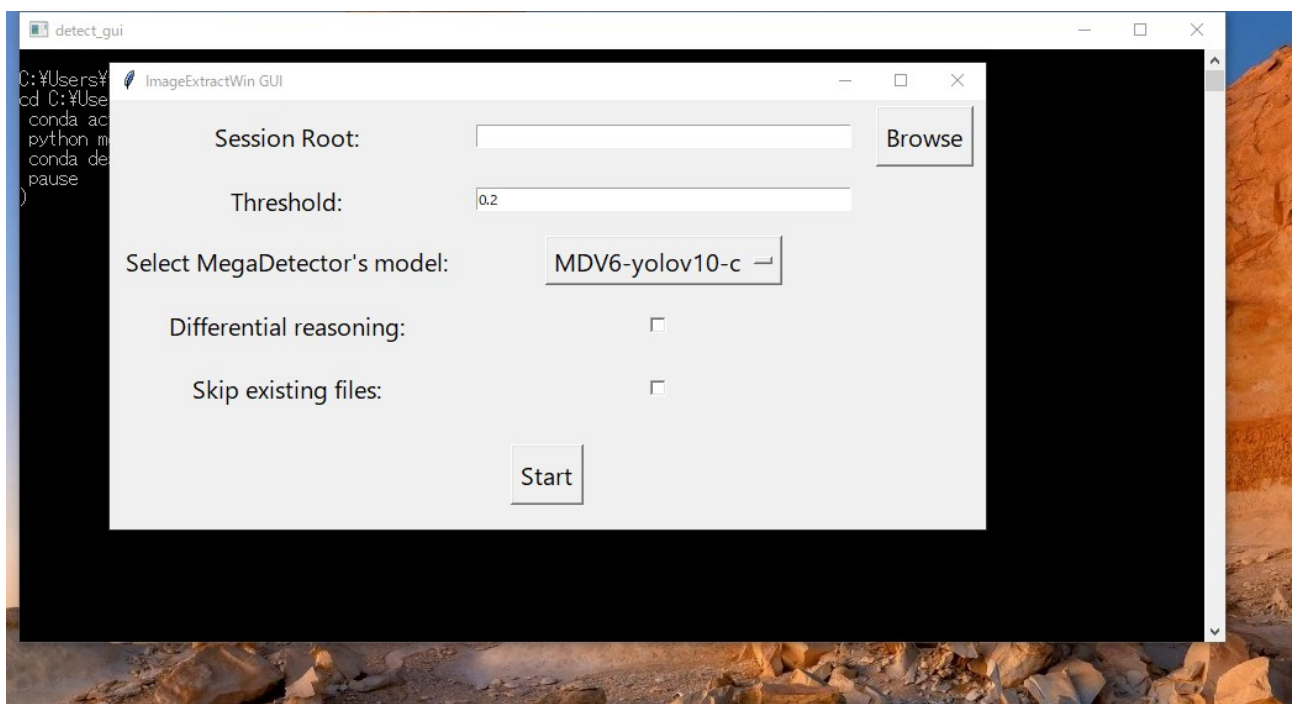 detect_gui
C:¥Users¥
cd C:¥Use
conda ac
python m
conda de
pause
)
ImageExtractWin GUI
Session Root:
Browse
Threshold:
0.2
Select MegaDetector's model:
MDV6-yolov10-c
Differential reasoning:
Skip existing files:
Start